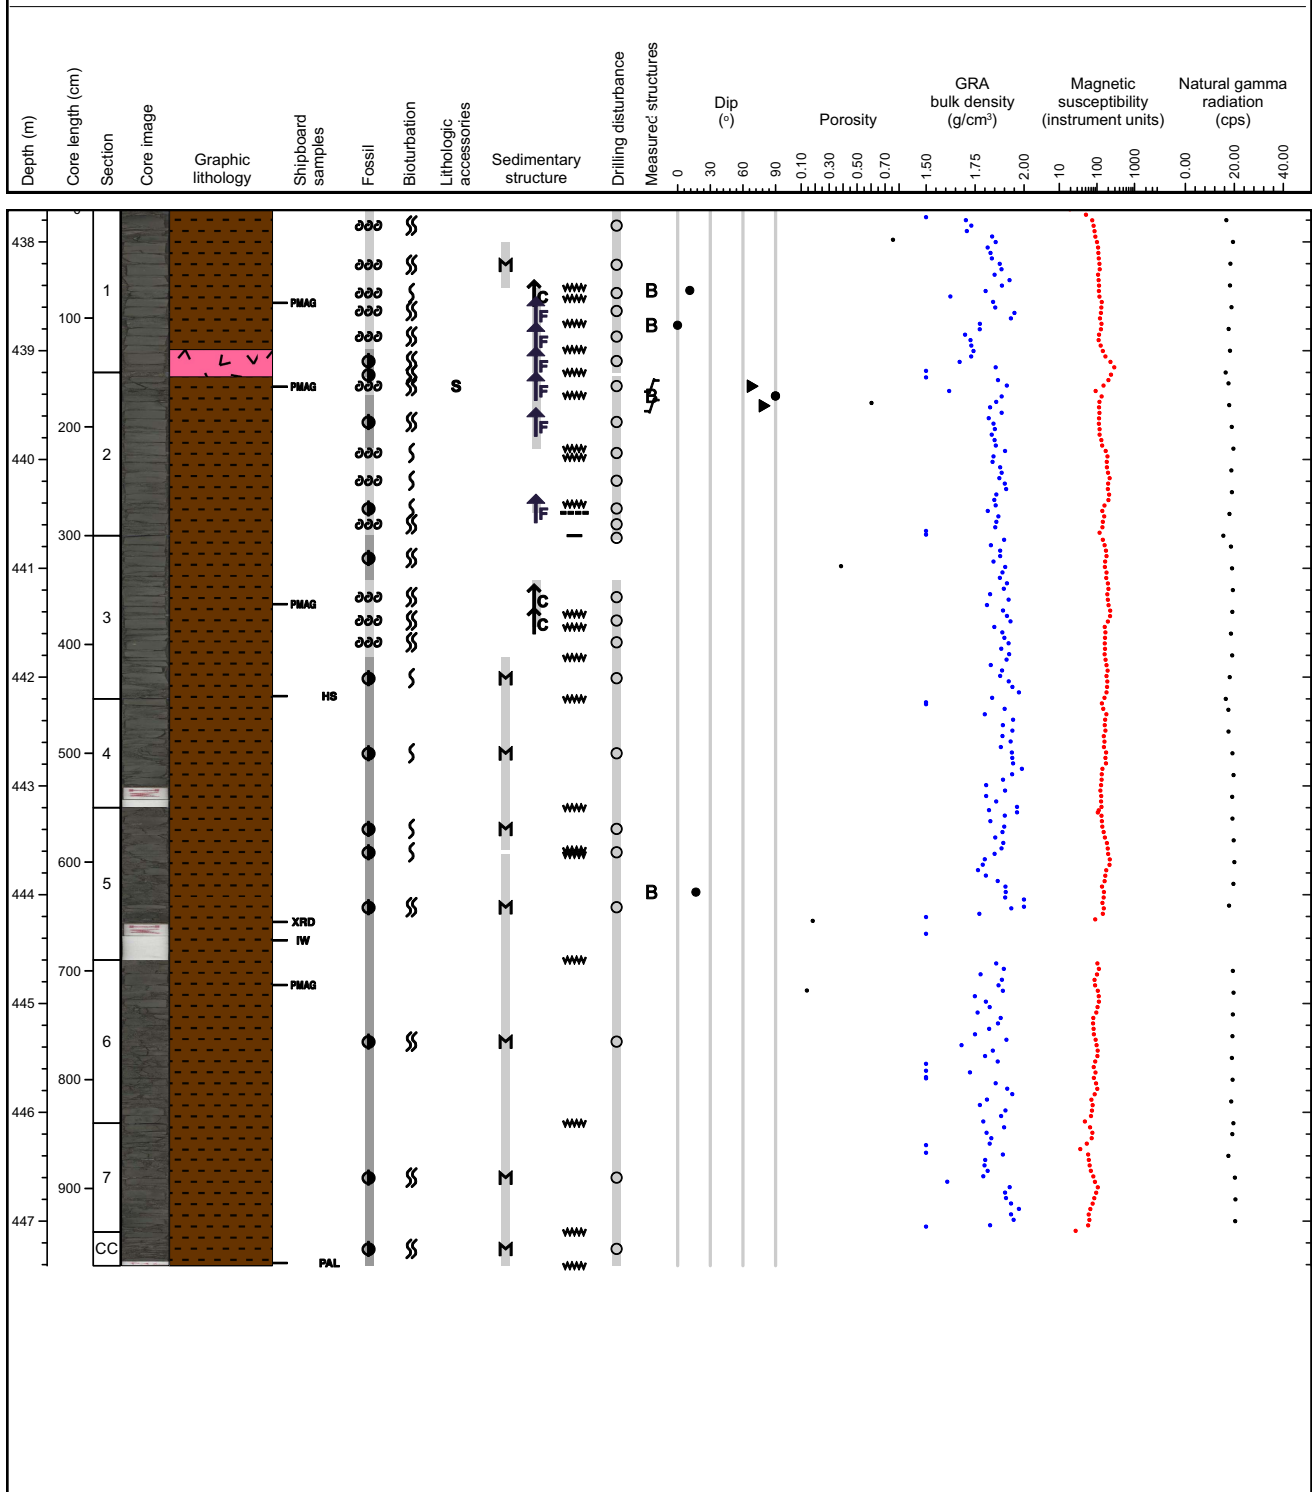 Depth (m)
Core length (cm)
Section
Core image
Graphic
lithology
Shipboard
samples
Fossil
Bioturbation
Lithologic
accessories
Sedimentary
structure
Drilling disturbance
Measured structures
Dip
(o)
Porosity
GRA
bulk density
(g/cm3)
Magnetic
susceptibility
(instrument units)
Natural gamma
radiation
(cps)
0 30 60 90
0.10 0.30 0.50 0.70
1.50 1.75 2.00
10 100 1000
0.00 20.00 40.00
438
M
1
C
B
PMAG
F
100
B
F
439
F
PMAG
S
F
B
200
F
2
440
F
300
441
PMAG
C
3
C
400
442
M
HS
4
500
M
443
M
600
5
444
B
M
XRD
IW
700
PMAG
445
6
M
800
446
7
M
900
447
CC
M
PAL